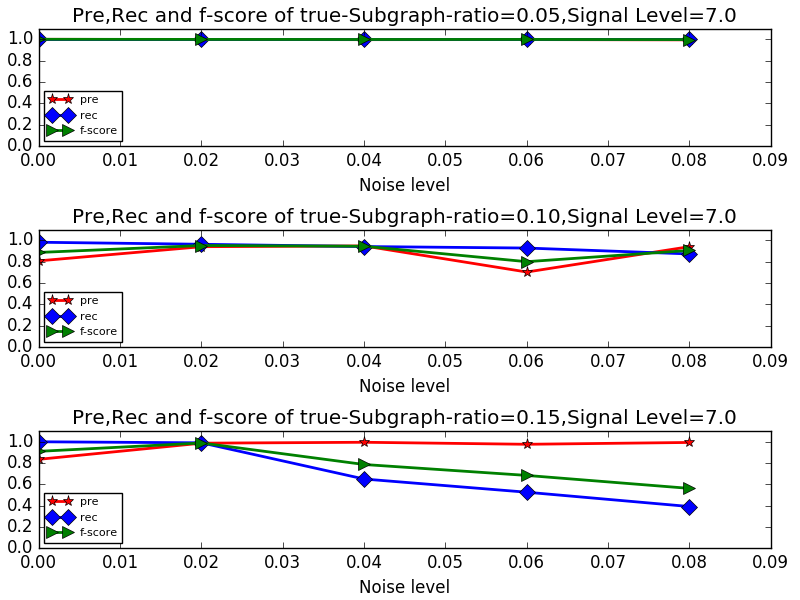 Pre,Rec and f-score of true-Subgraph-ratio=0.05,Signal Level=7.0
1.0
0.8
0.6
0.4
0.2
0.0
pre
rec
f-score
0.00 0.01 0.02 0.03 0.04 0.05 0.06 0.07 0.08 0.09
Noise level
Pre,Rec and f-score of true-Subgraph-ratio=0.10,Signal Level=7.0
1.0
0.8
0.6
0.4
0.2
0.0
pre
rec
f-score
0.00 0.01 0.02 0.03 0.04 0.05 0.06 0.07 0.08 0.09
Noise level
Pre,Rec and f-score of true-Subgraph-ratio=0.15,Signal Level=7.0
1.0
0.8
0.6
0.4
0.2
0.0
pre
rec
f-score
0.00 0.01 0.02 0.03 0.04 0.05 0.06 0.07 0.08 0.09
Noise level